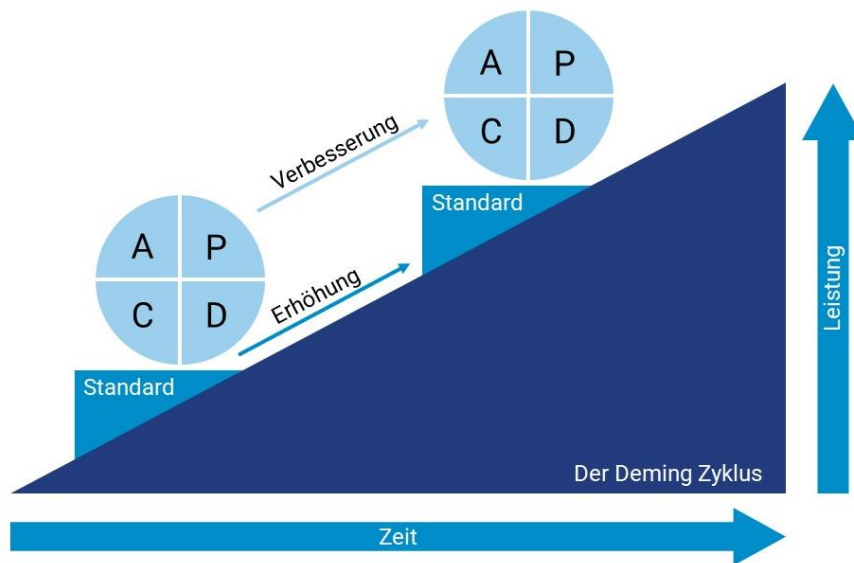 A P
C D
Verbesserung
Standard
A P
C D
Erhöhung
Standard
Leistung
Der Deming Zyklus
Zeit